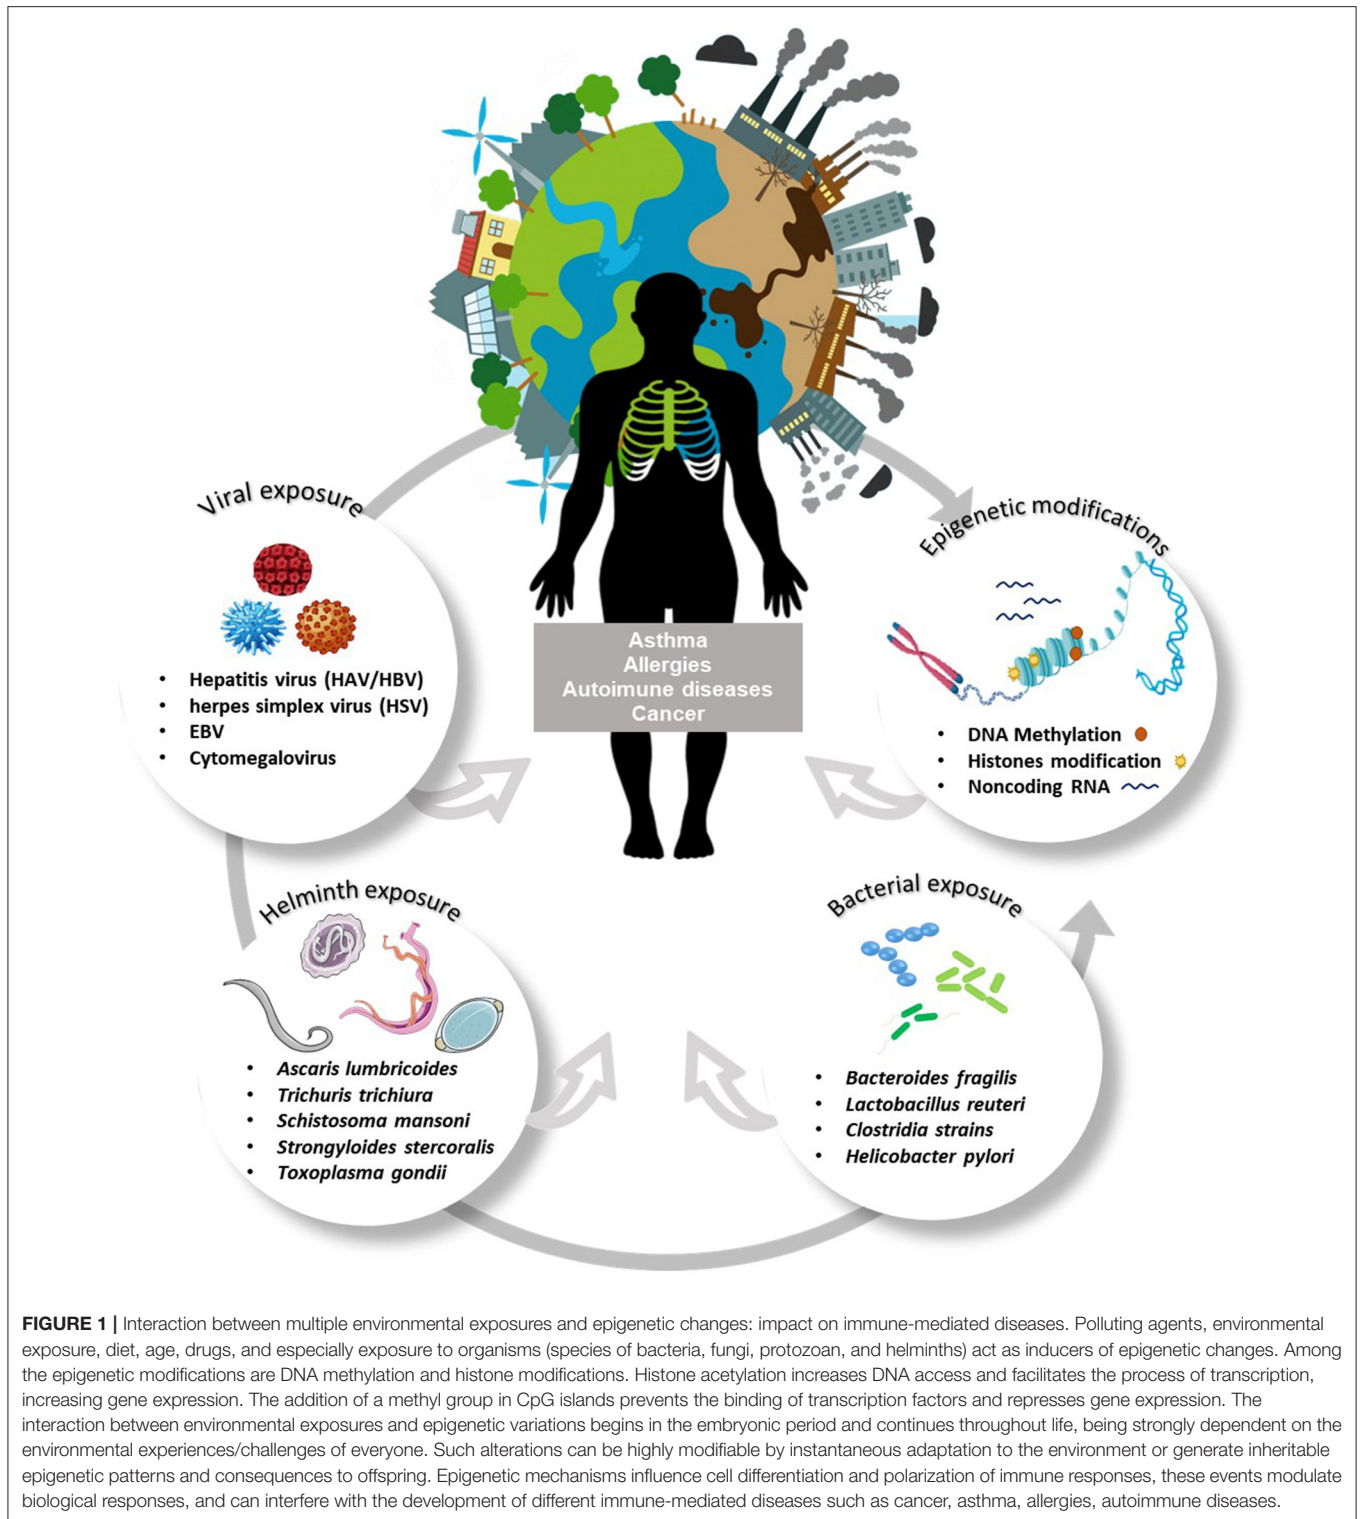 Viral exposure
• Hepatitis virus (HAV/HBV)
• herpes simplex virus (HSV)
• EBV
• Cytomegalovirus
Epigenetic modifications
• DNA Methylation
• Histones modification
• Noncoding RNA
Asthma
Allergies
Autoimune diseases
Cancer
Helminth exposure
• Ascaris lumbricoides
• Trichuris trichiura
• Schistosoma mansoni
• Strongyloides stercoralis
• Toxoplasma gondii
Bacterial exposure
• Bacteroides fragilis
• Lactobacillus reuteri
• Clostridia strains
• Helicobacter pylori
FIGURE 1 | Interaction between multiple environmental exposures and epigenetic changes: impact on immune-mediated diseases. Polluting agents, environmental
exposure, diet, age, drugs, and especially exposure to organisms (species of bacteria, fungi, protozoan, and helminths) act as inducers of epigenetic changes. Among
the epigenetic modifications are DNA methylation and histone modifications. Histone acetylation increases DNA access and facilitates the process of transcription,
increasing gene expression. The addition of a methyl group in CpG islands prevents the binding of transcription factors and represses gene expression. The
interaction between environmental exposures and epigenetic variations begins in the embryonic period and continues throughout life, being strongly dependent on the
environmental experiences/challenges of everyone. Such alterations can be highly modifiable by instantaneous adaptation to the environment or generate inheritable
epigenetic patterns and consequences to offspring. Epigenetic mechanisms influence cell differentiation and polarization of immune responses, these events modulate
biological responses, and can interfere with the development of different immune-mediated diseases such as cancer, asthma, allergies, autoimmune diseases.